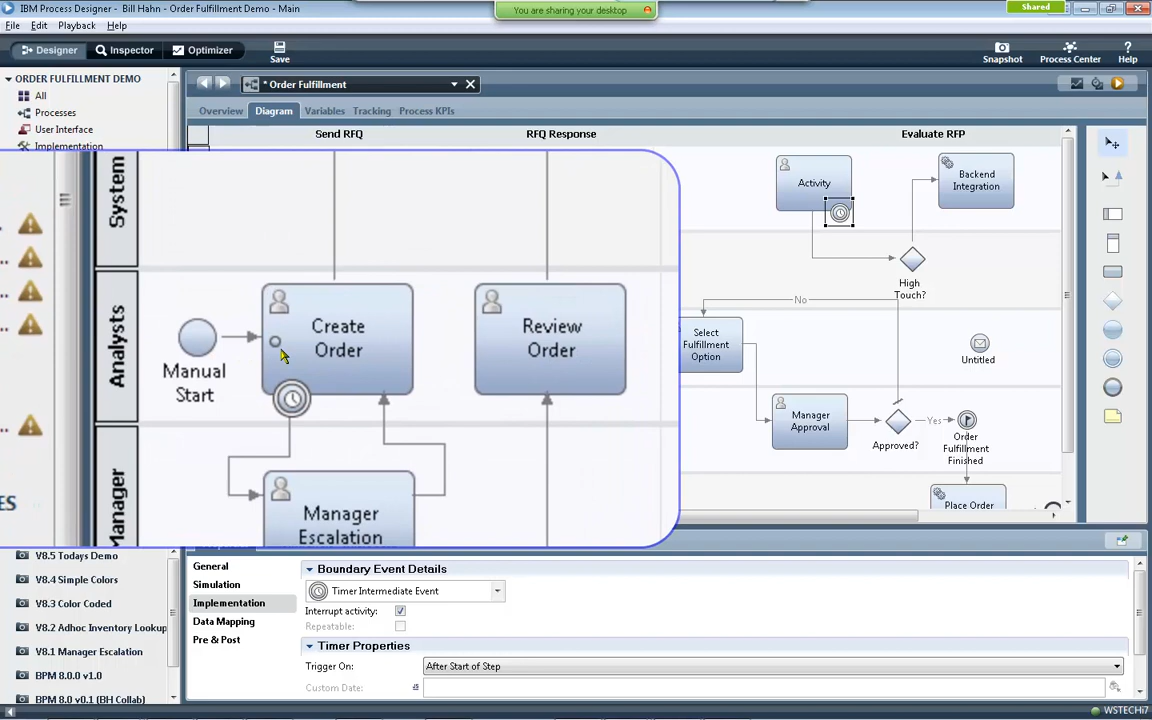 IBM Process Designer - Bill Hahn - Order Fulfillment Demo - Main
You are sharing your desktop
Shared
File Edit Playback Help
Designer Inspector Optimizer
Save
Snapshot Process Center Help
ORDER FULFILLMENT DEMO
All
Processes
User Interface
Implementation
* Order Fulfillment
Overview Diagram Variables Tracking Process KPIs
Send RFQ RFQ Response Evaluate RFP
Activity
Backend
Integration
High
Touch?
No
Select
Fulfillment
Option
Untitled
Manager
Approval
Approved?
Yes
Order
Fulfillment
Finished
Place Order
System
Analysts
Manager
Manual
Start
Create
Order
Review
Order
Manager
Escalation
ES
V8.5 Todays Demo
V8.4 Simple Colors
V8.3 Color Coded
V8.2 Adhoc Inventory Lookup
V8.1 Manager Escalation
BPM 8.0.0 v1.0
BPM 8.0 v0.1 (BH Collab)
General
Simulation
Implementation
Data Mapping
Pre & Post
Boundary Event Details
Timer Intermediate Event
Interrupt activity:
Repeatable:
Timer Properties
Trigger On: After Start of Step
Custom Date:
WSTECHi7